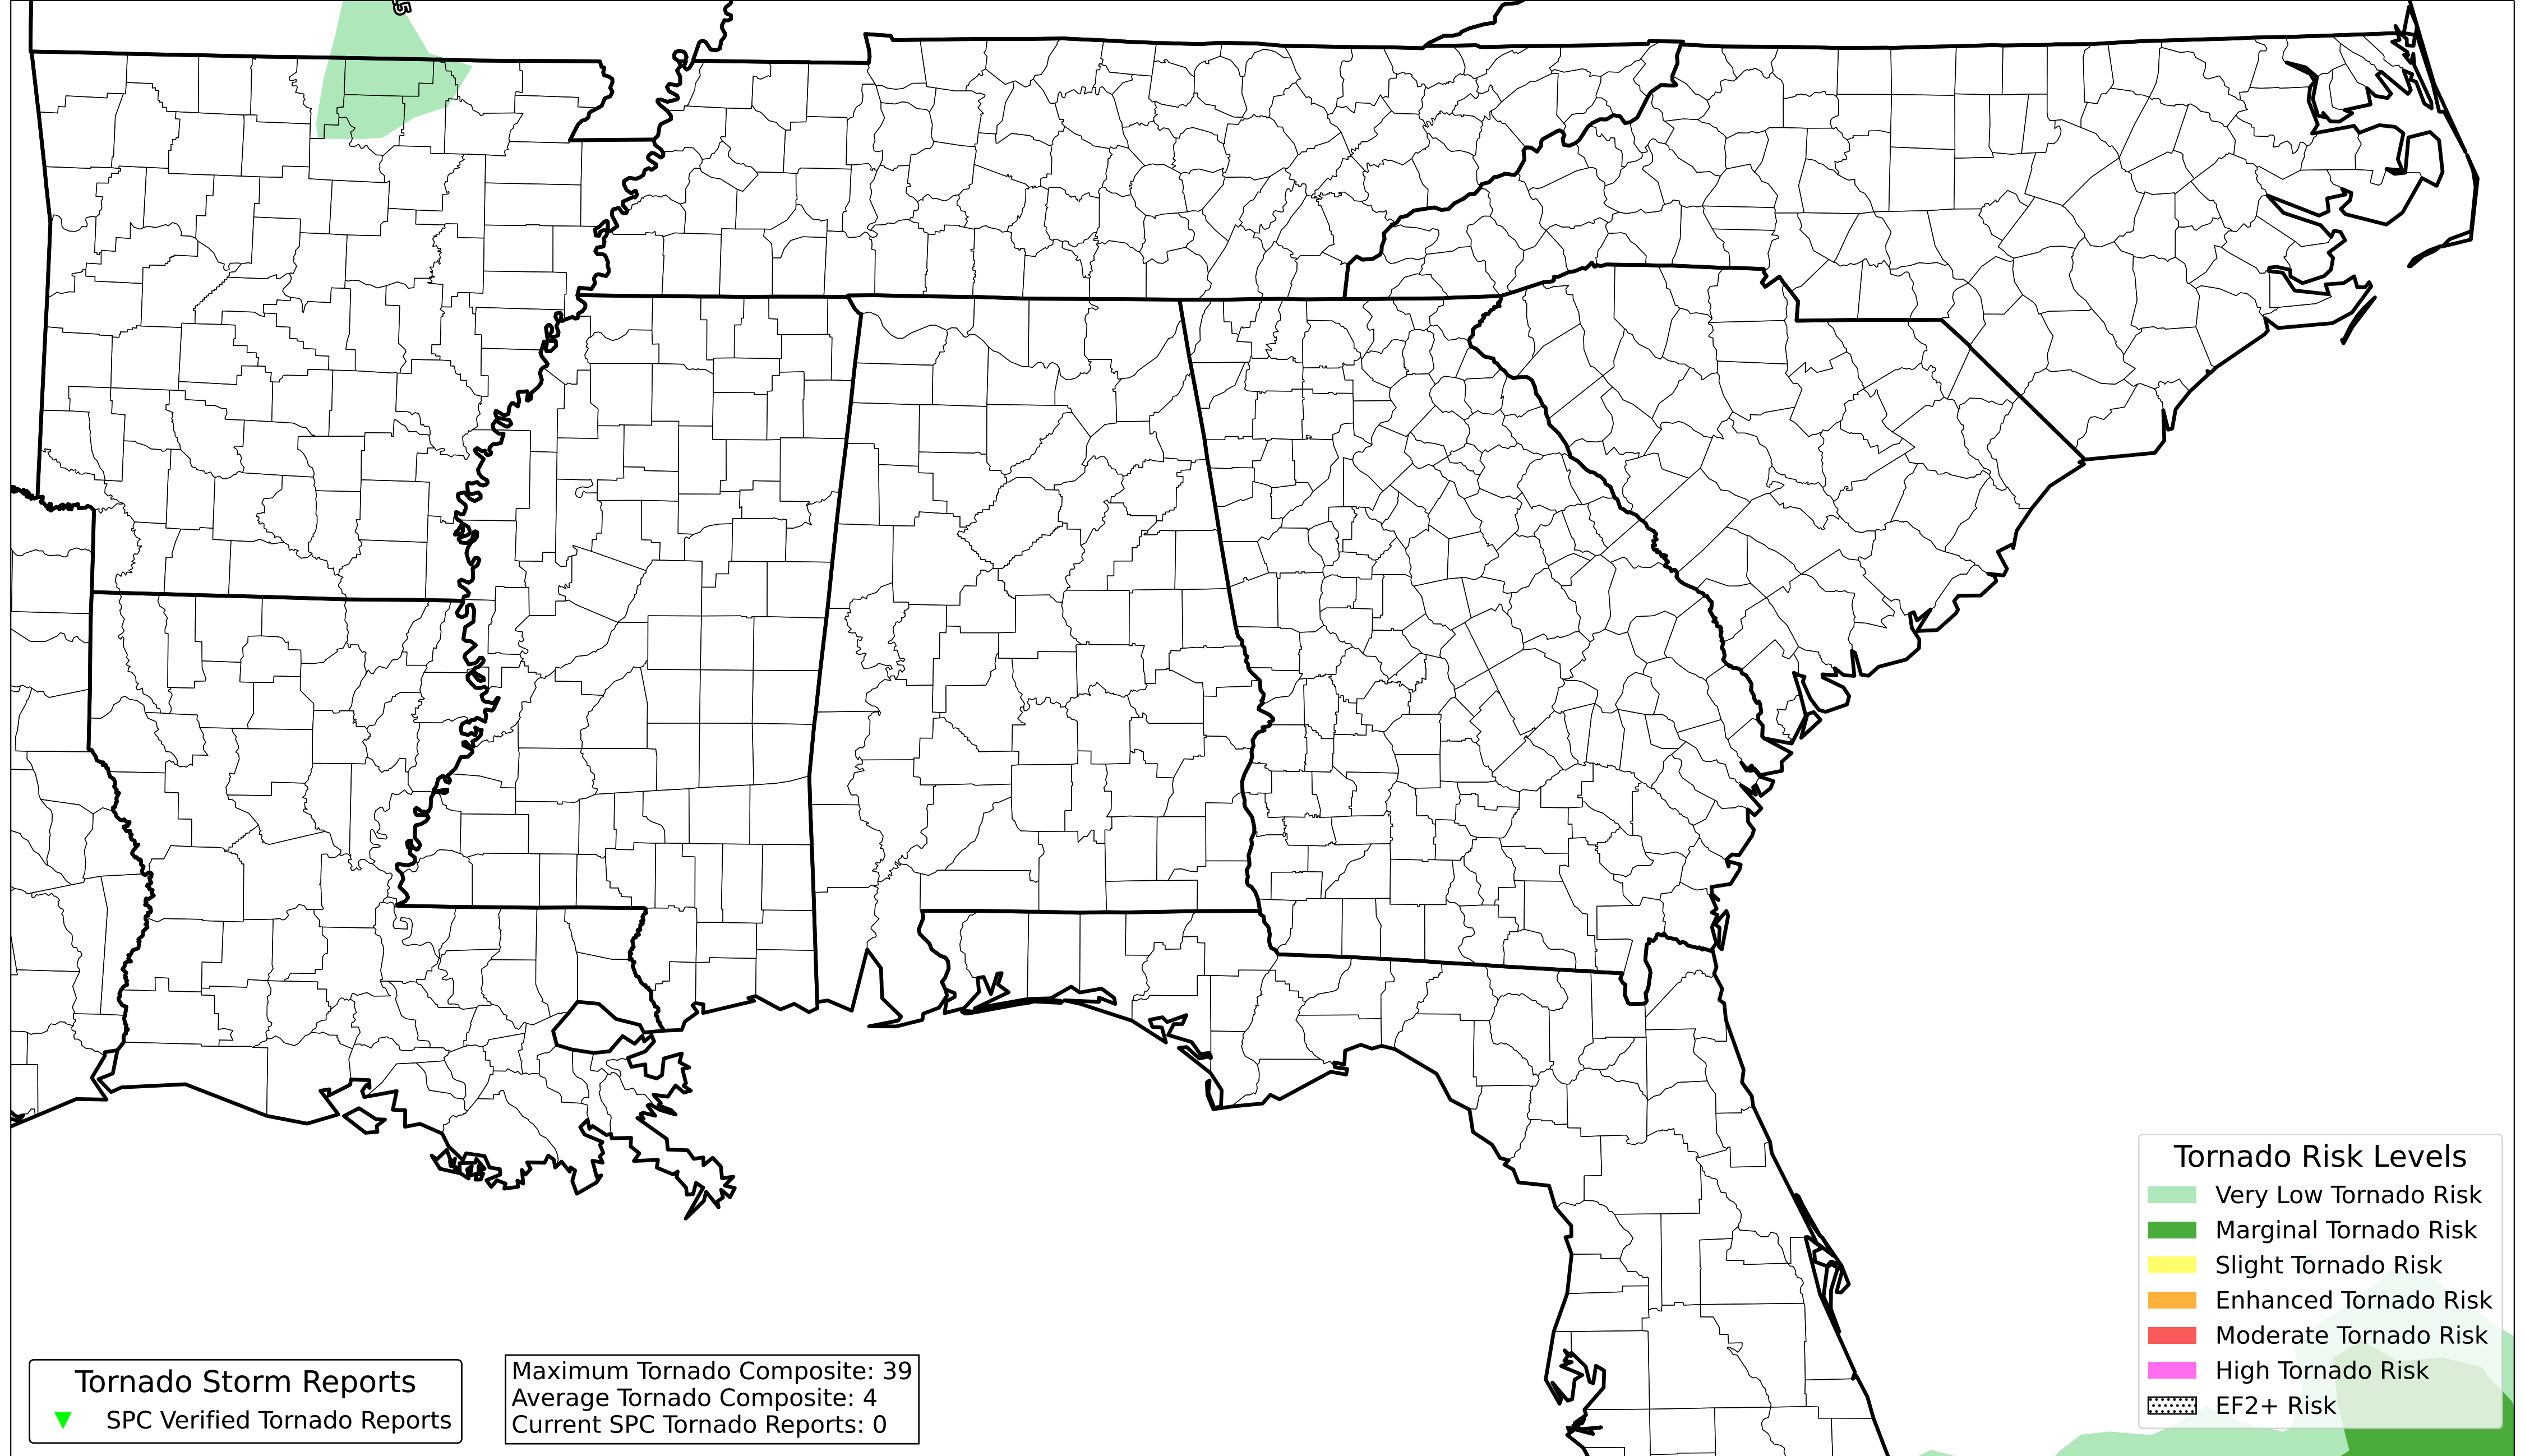 Tornado Risk Levels
Very Low Tornado Risk
Marginal Tornado Risk
Slight Tornado Risk
Enhanced Tornado Risk
Moderate Tornado Risk
High Tornado Risk
EF2+ Risk
Tornado Storm Reports
SPC Verified Tornado Reports
Maximum Tornado Composite: 39
Average Tornado Composite: 4
Current SPC Tornado Reports: 0